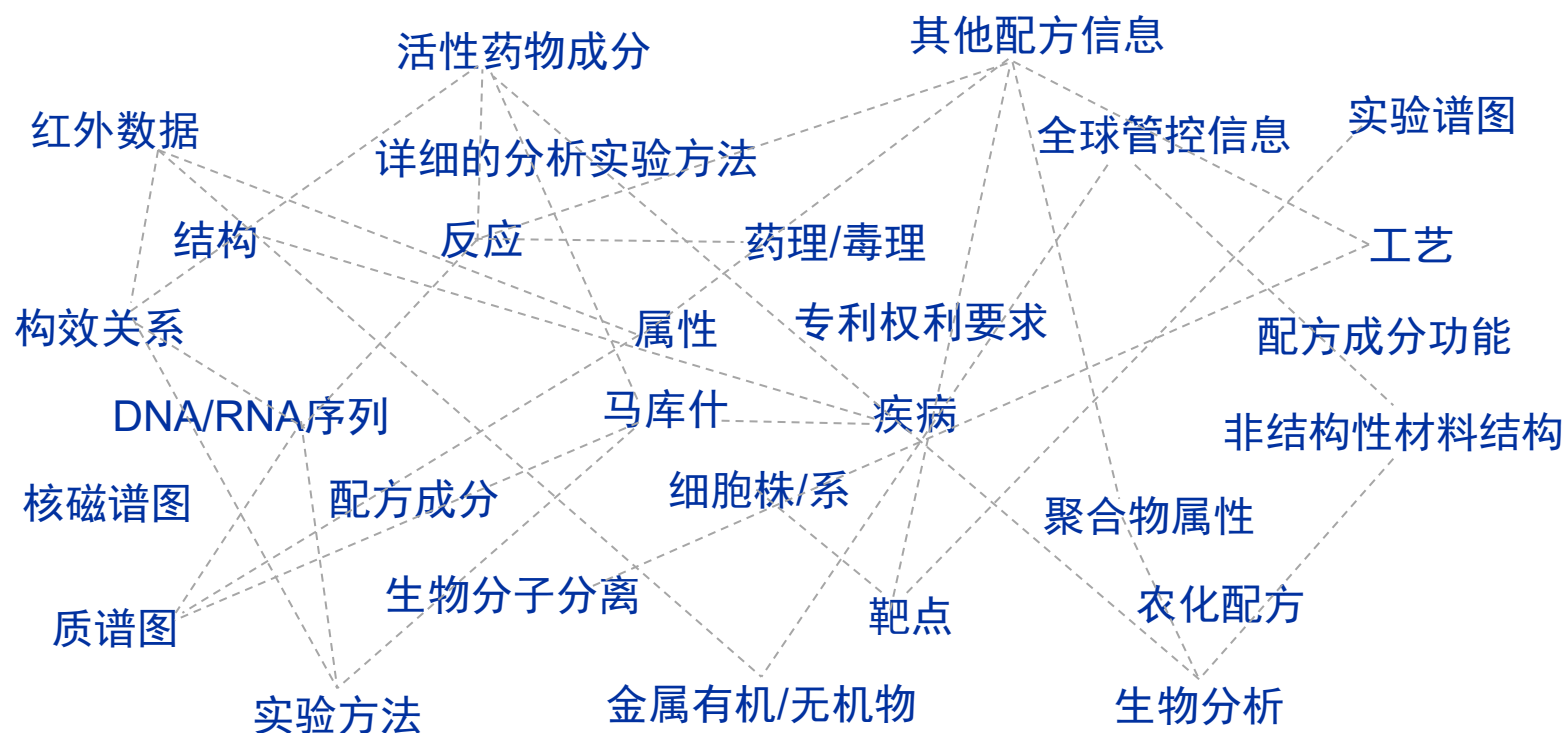 其他配方信息
活性药物成分
实验谱图
红外数据
全球管控信息
详细的分析实验方法
结构
反应
药理/毒理
工艺
构效关系
属性
专利权利要求
配方成分功能
DNA/RNA序列
马库什
疾病
非结构性材料结构
核磁谱图
配方成分
细胞株/系
聚合物属性
生物分子分离
农化配方
质谱图
靶点
实验方法
金属有机/无机物
生物分析